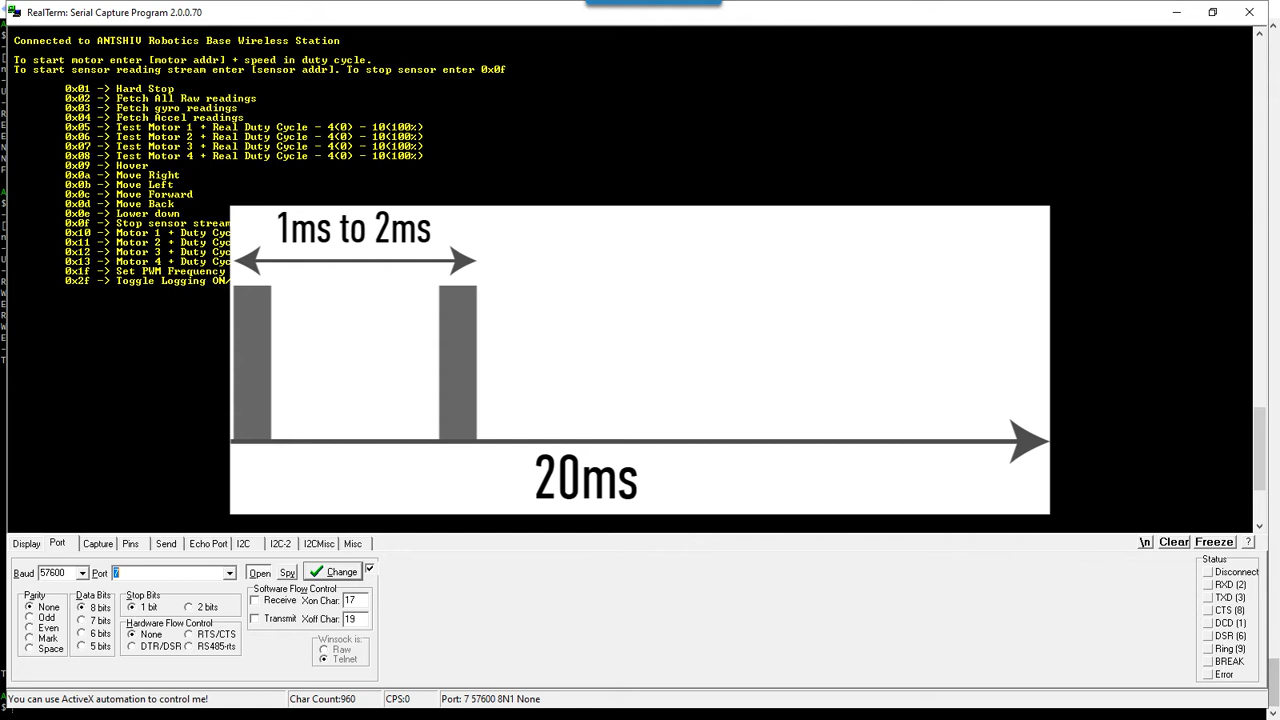 RealTerm: Serial Capture Program 2.0.0.70
Connected to ANTSHIV Robotics Base Wireless Station
To start motor enter [motor addr] + speed in duty cycle.
To start sensor reading stream enter [sensor addr]. To stop sensor enter 0x0f
0x01 -> Hard Stop
0x02 -> Fetch All Raw readings
0x03 -> Fetch gyro readings
0x04 -> Fetch Accel readings
0x05 -> Test Motor 1 + Real Duty Cycle - 4(0) - 10(100%)
0x06 -> Test Motor 2 + Real Duty Cycle - 4(0) - 10(100%)
0x07 -> Test Motor 3 + Real Duty Cycle - 4(0) - 10(100%)
0x08 -> Test Motor 4 + Real Duty Cycle - 4(0) - 10(100%)
0x09 -> Hover
0x0a -> Move Right
0x0b -> Move Left
0x0c -> Move Forward
0x0d -> Move Back
0x0e -> Lower down
0x0f -> Stop sensor stream
0x10 -> Motor 1 + Duty Cyc
0x11 -> Motor 2 + Duty Cyc
0x12 -> Motor 3 + Duty Cyc
0x13 -> Motor 4 + Duty Cyc
0x1f -> Set PWM Frequency
0x2f -> Toggle Logging ON/
1ms to 2ms
20ms
Display Port Capture Pins Send Echo Port I2C I2C-2 I2CMisc Misc \n Clear Freeze ?
Baud 57600 Port 7 Open Spy Change
Parity
None
Odd
Even
Mark
Space
Data Bits
8 bits
7 bits
6 bits
5 bits
Stop Bits
1 bit 2 bits
Hardware Flow Control
None RTS/CTS
DTR/DSR RS485-rts
Software Flow Control
Receive Xon Char: 17
Transmit Xoff Char: 19
Winsock is:
Raw
Telnet
Status
Disconnect
RXD (2)
TXD (3)
CTS (8)
DCD (1)
DSR (6)
Ring (9)
BREAK
Error
You can use ActiveX automation to control me! Char Count:960 CPS:0 Port: 7 57600 8N1 None